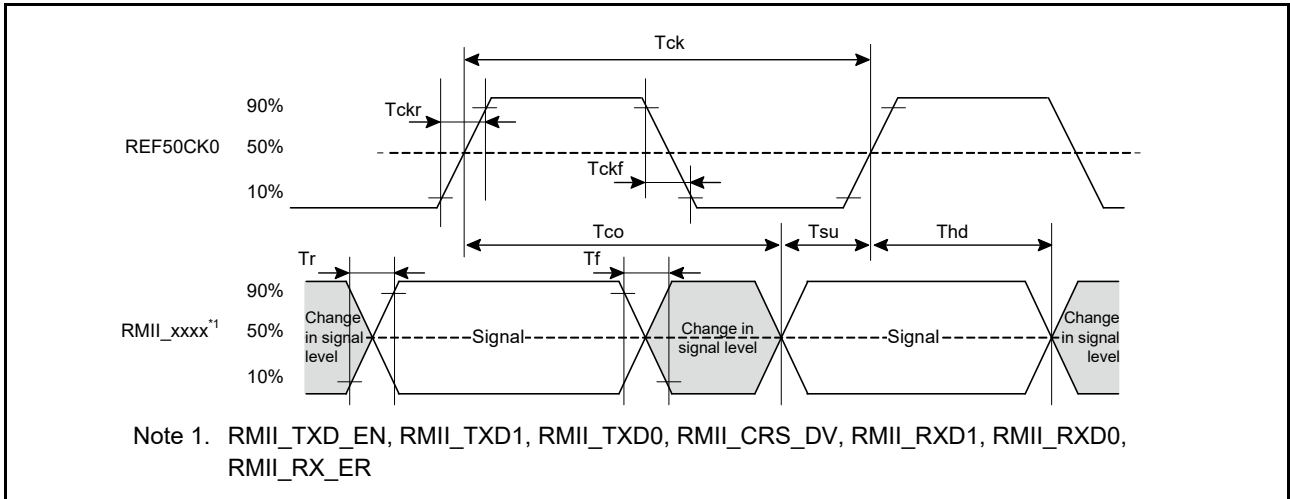 Tck
90%
Tckr
REF50CK0
50%
Tckf
10%
Tco
Tsu
Thd
Tr
Tf
90%
RMII_xxxx*1
50%
10%
Change
in signal
level
Signal
Change in
signal level
Signal
Change
in signal
level
Note 1. RMII_TXD_EN, RMII_TXD1, RMII_TXD0, RMII_CRS_DV, RMII_RXD1, RMII_RXD0,
RMII_RX_ER